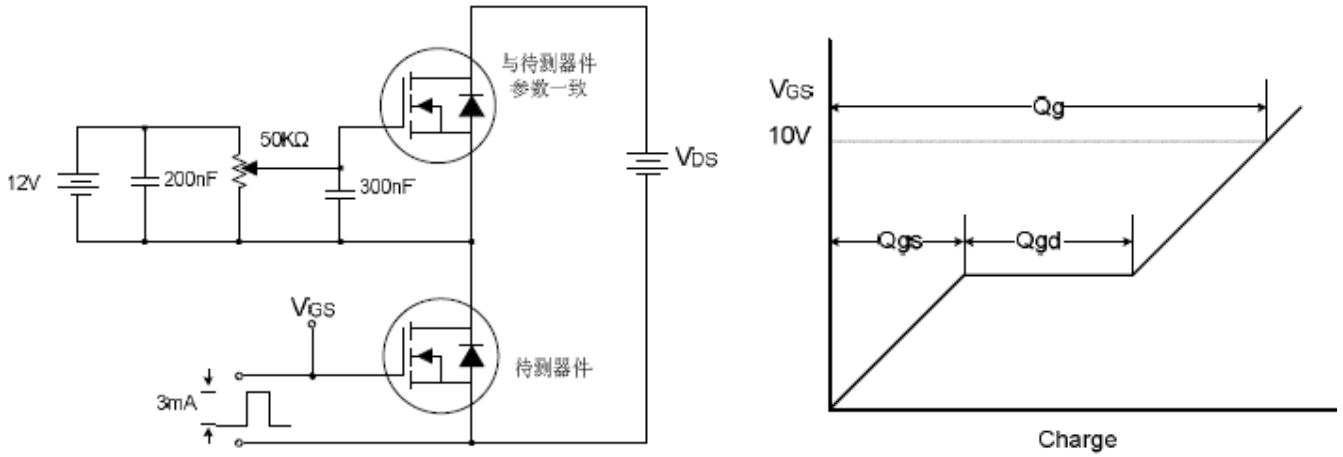 与待测器件
参数一致
50KΩ
12V
200nF
300nF
VDS
VGS
待测器件
3mA
VGS
10V
Qg
Qgs
Qgd
Charge